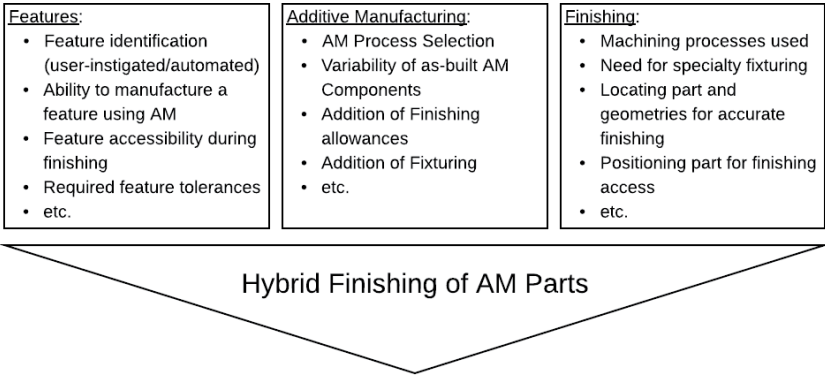 Features:
• Feature identification
(user-instigated/automated)
• Ability to manufacture a
feature using AM
• Feature accessibility during
finishing
• Required feature tolerances
• etc.
Additive Manufacturing:
• AM Process Selection
• Variability of as-built AM
Components
• Addition of Finishing
allowances
• Addition of Fixturing
• etc.
Finishing:
• Machining processes used
• Need for specialty fixturing
• Locating part and
geometries for accurate
finishing
• Positioning part for finishing
access
• etc.
Hybrid Finishing of AM Parts